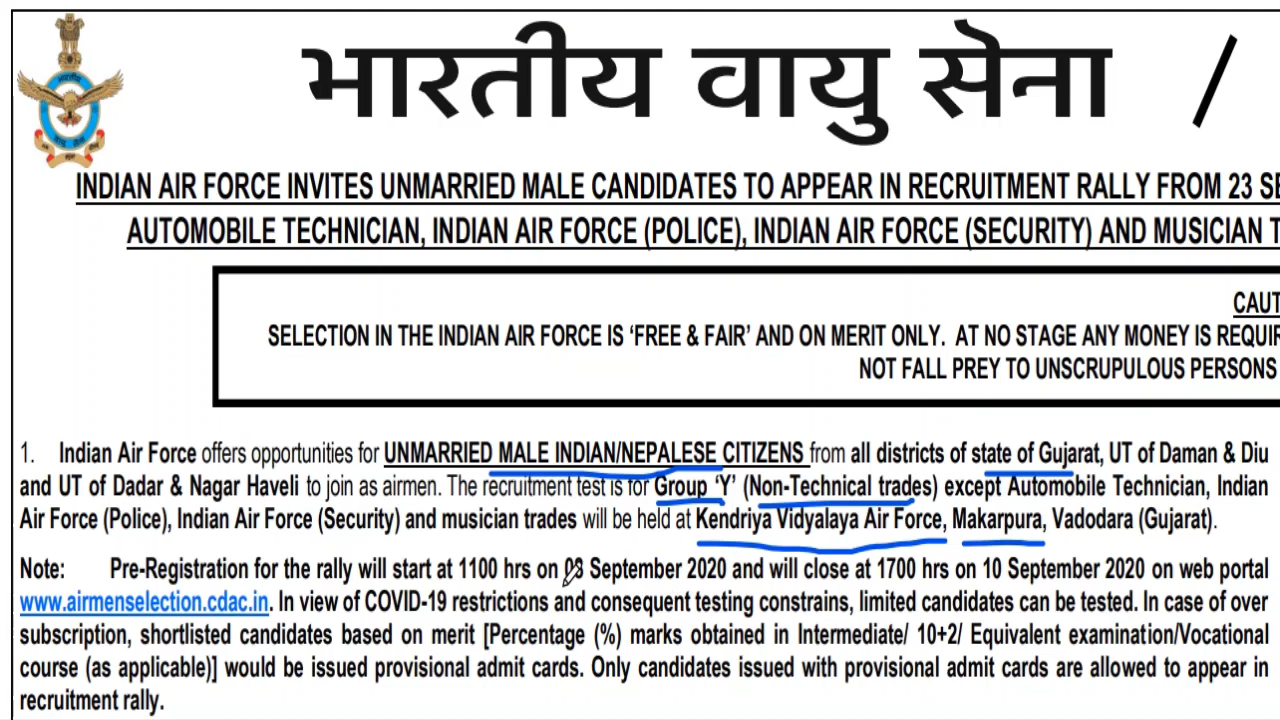 भारतीय वायु सेना /
INDIAN AIR FORCE INVITES UNMARRIED MALE CANDIDATES TO APPEAR IN RECRUITMENT RALLY FROM 23 SE
AUTOMOBILE TECHNICIAN, INDIAN AIR FORCE (POLICE), INDIAN AIR FORCE (SECURITY) AND MUSICIAN T
CAUT
SELECTION IN THE INDIAN AIR FORCE IS ‘FREE & FAIR’ AND ON MERIT ONLY. AT NO STAGE ANY MONEY IS REQUIR
NOT FALL PREY TO UNSCRUPULOUS PERSONS
1. Indian Air Force offers opportunities for UNMARRIED MALE INDIAN/NEPALESE CITIZENS from all districts of state of Gujarat, UT of Daman & Diu
and UT of Dadar & Nagar Haveli to join as airmen. The recruitment test is for Group ‘Y’ (Non-Technical trades) except Automobile Technician, Indian
Air Force (Police), Indian Air Force (Security) and musician trades will be held at Kendriya Vidyalaya Air Force, Makarpura, Vadodara (Gujarat).
Note: Pre-Registration for the rally will start at 1100 hrs on September 2020 and will close at 1700 hrs on 10 September 2020 on web portal
www.airmenselection.cdac.in. In view of COVID-19 restrictions and consequent testing constrains, limited candidates can be tested. In case of over
subscription, shortlisted candidates based on merit [Percentage (%) marks obtained in Intermediate/ 10+2/ Equivalent examination/Vocational
course (as applicable)] would be issued provisional admit cards. Only candidates issued with provisional admit cards are allowed to appear in
recruitment rally.